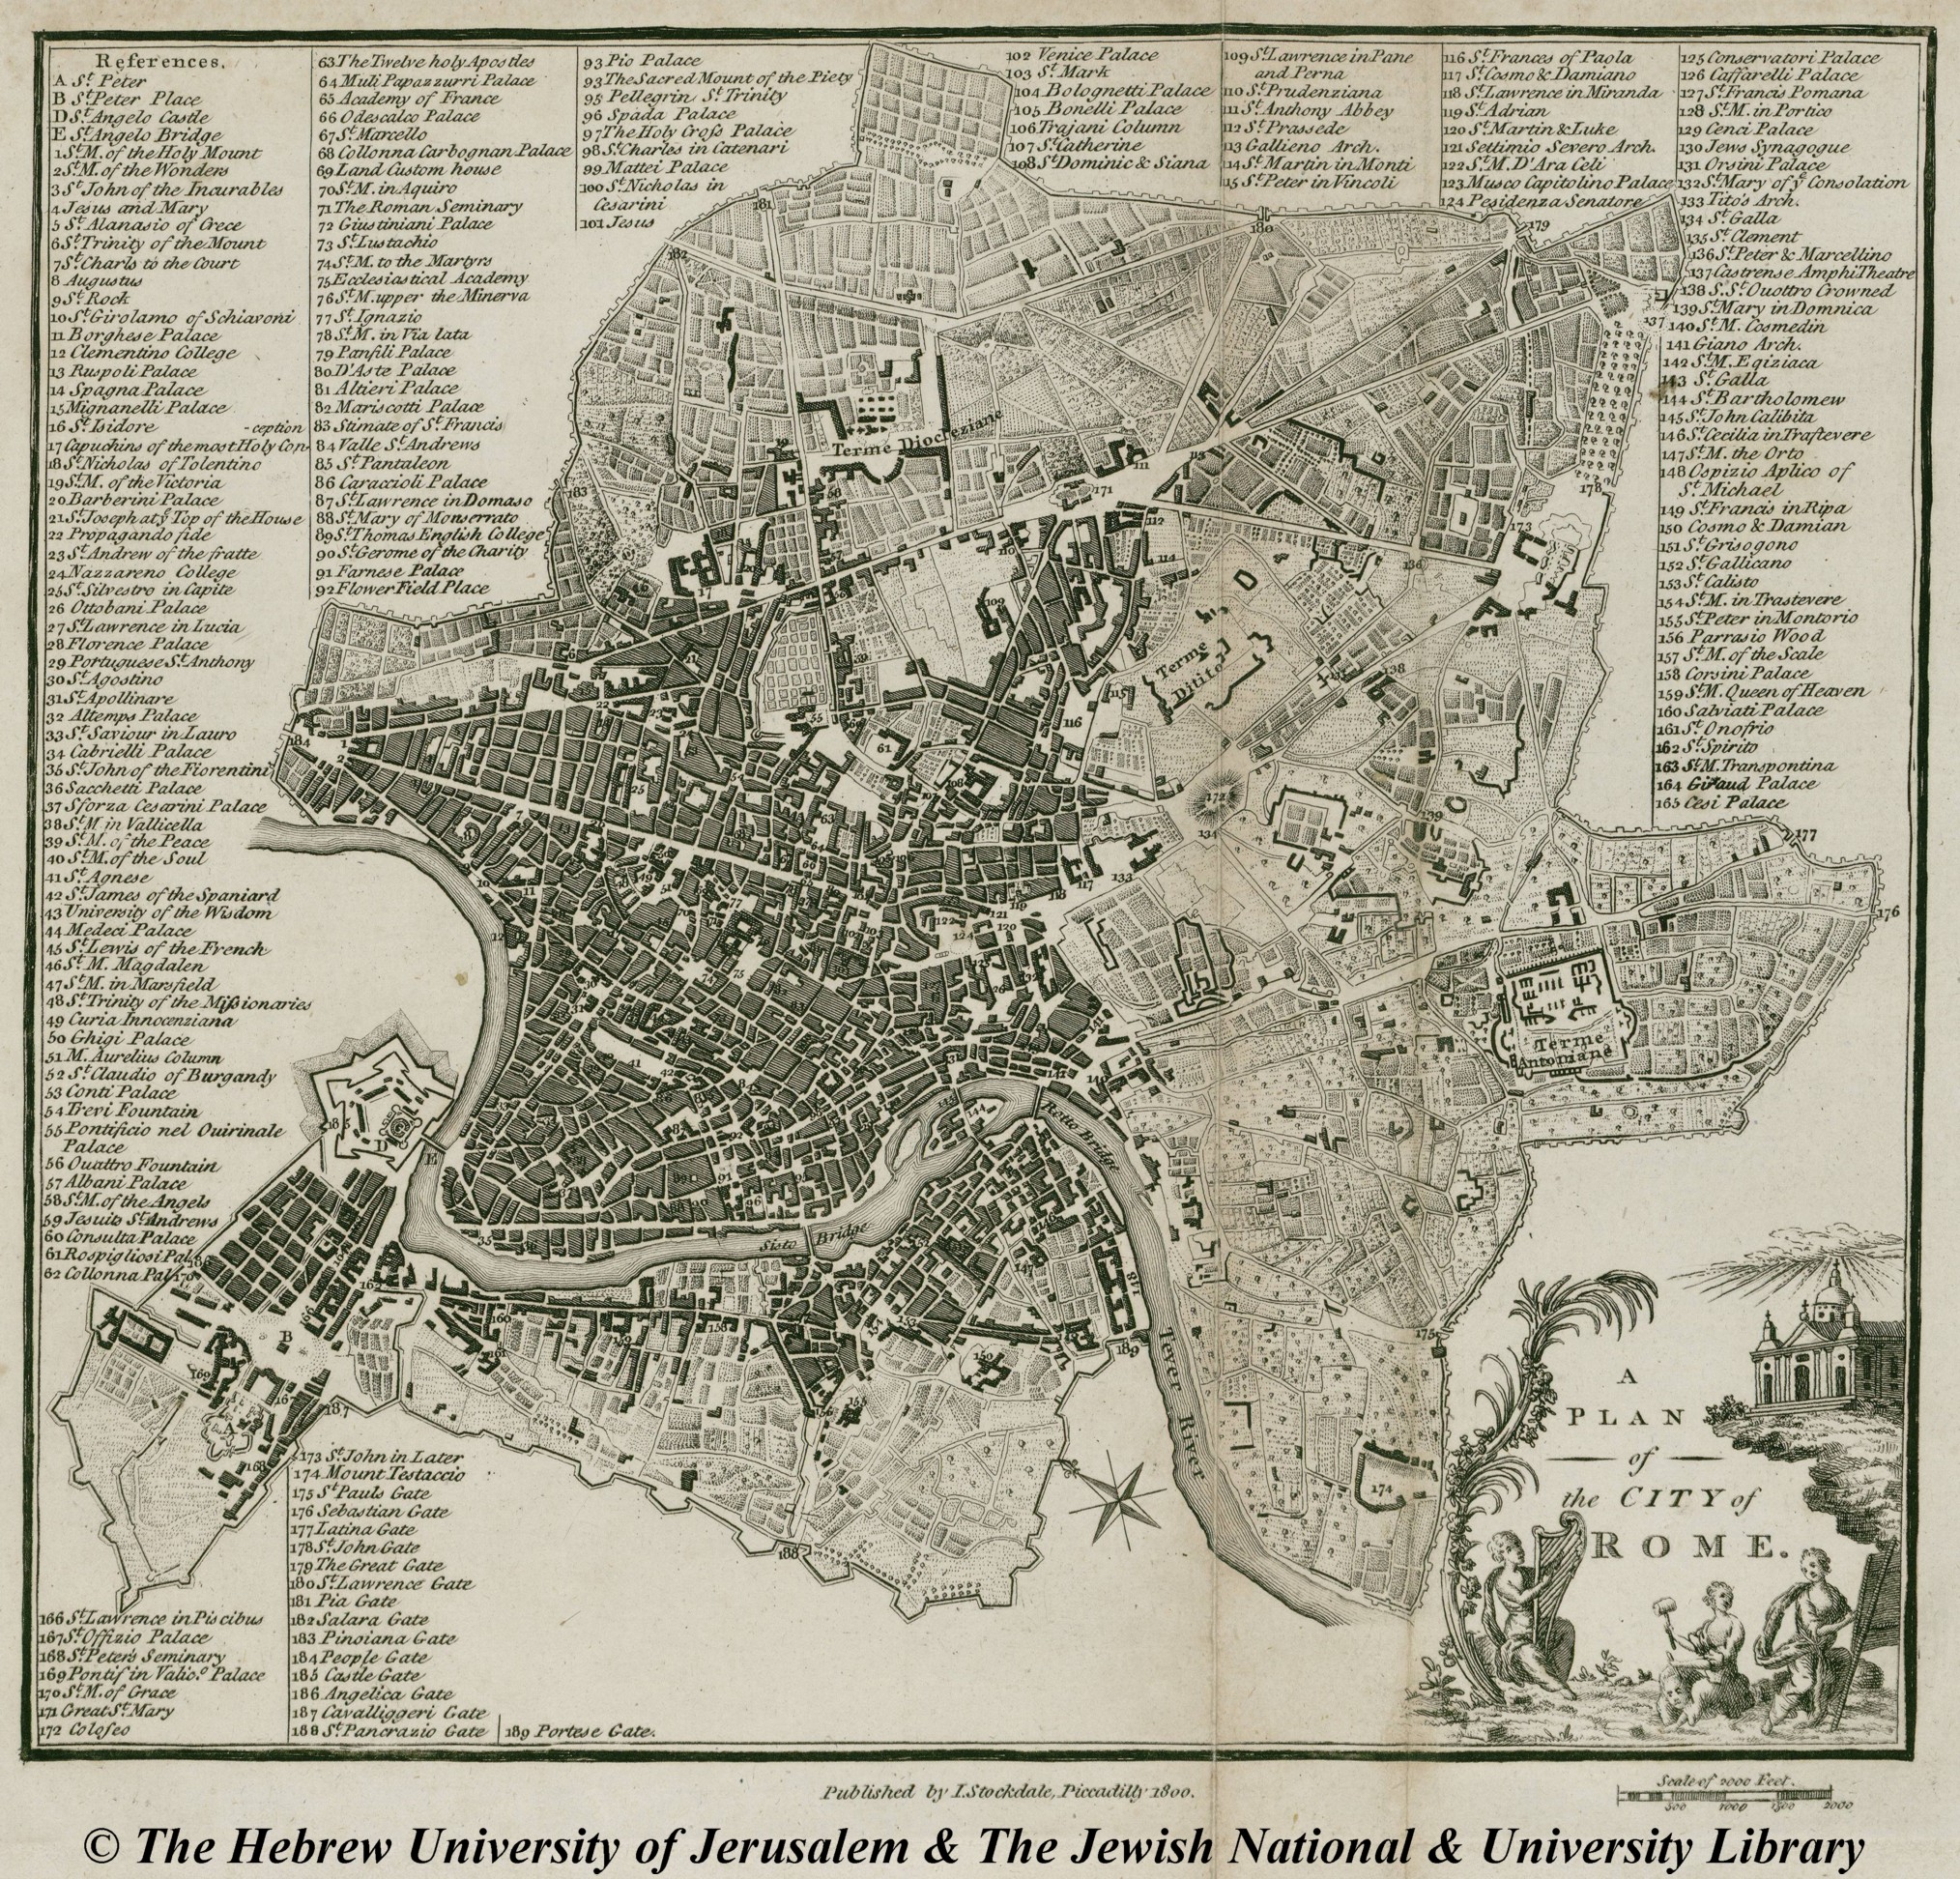 References.
A St. Peter
B St. Peter Place
D St. Angelo Castle
E St. Angelo Bridge
1 St. M. of the Holy Mount
2 St. M. of the Wonders
3 St. John of the Incurables
4 Jesus and Mary
5 St. Alanasio of Grece
6 St. Trinity of the Mount
7 St. Charls to the Court
8 Augustus
9 St. Rock
10 St. Girolamo of Schiavoni
11 Borghese Palace
12 Clementino College
13 Ruspoli Palace
14 Spagna Palace
15 Mignanelli Palace
16 St. Isidore -ception
17 Capuchins of the most Holy Con
18 St. Nicholas of Tolentino
19 St. M. of the Victoria
20 Barberini Palace
21 St. Joseph at ye Top of the House
22 Propagando fide
23 St. Andrew of the fratte
24 Nazzareno College
25 St. Silvestro in Capite
26 Ottobani Palace
27 St. Lawrence in Lucia
28 Florence Palace
29 Portuguese St. Anthony
30 St. Agostino
31 St. Apollinare
32 Altemps Palace
33 St. Saviour in Lauro
34 Gabrielli Palace
35 St. John of the Fiorentini
36 Sacchetti Palace
37 Sforza Cesarini Palace
38 St. M. in Vallicella
39 St. M. of the Peace
40 St. M. of the Soul
41 St. Agnese
42 St. James of the Spaniard
43 University of the Wisdom
44 Medeci Palace
45 St. Lewis of the French
46 St. M. Magdalen
47 St. M. in Marsfield
48 St. Trinity of the Missionaries
49 Curia Innocenziana
50 Ghigi Palace
51 M. Aurelius Column
52 St. Claudio of Burgandy
53 Conti Palace
54 Trevi Fountain
55 Pontificio nel Quirinale
Palace
56 Quattro Fountain
57 Albani Palace
58 St. M. of the Angels
59 Jesuits St. Andrews
60 Consulta Palace
61 Rospigliosi Pal
62 Collonna Pal
63 The Twelve holy Apostles
64 Muli Papazzurri Palace
65 Academy of France
66 Odescalco Palace
67 St. Marcello
68 Collonna Carbognan Palace
69 Land Custom house
70 St. M. in Aquiro
71 The Roman Seminary
72 Giustiniani Palace
73 St. Eustachio
74 St. M. to the Martyrs
75 Ecclesiastical Academy
76 St. M. upper the Minerva
77 St. Ignazio
78 St. M. in Via lata
79 Panfili Palace
80 D'Aste Palace
81 Altieri Palace
82 Mariscotti Palace
83 Stimate of St. Francis
84 Valle St. Andrews
85 St. Pantaleon
86 Caraccioli Palace
87 St. Lawrence in Domaso
88 St. Mary of Monserrato
89 St. Thomas English College
90 St. Gerome of the Charity
91 Farnese Palace
92 Flower Field Place
93 Pio Palace
93 The Sacred Mount of the Piety
95 Pellegrin St. Trinity
96 Spada Palace
97 The Holy Cross Palace
98 St. Charles in Catenari
99 Mattei Palace
100 St. Nicholas in
Cesarini
101 Jesus
102 Venice Palace
103 St. Mark
104 Bolognetti Palace
105 Bonelli Palace
106 Trajani Column
107 St. Catherine
108 St. Dominic & Siana
109 St. Lawrence in Pane
and Perna
110 St. Prudenziana
111 St. Anthony Abbey
112 St. Prassede
113 Gallieno Arch.
114 St. Martin in Monti
115 St. Peter in Vincoli
116 St. Frances of Paola
117 St. Cosmo & Damiano
118 St. Lawrence in Miranda
119 St. Adrian
120 St. Martin & Luke
121 Settimio Severo Arch.
122 St. M. D'Ara Celi
123 Musco Capitolino Palace
124 Pesidenza Senatore
125 Conservatori Palace
126 Caffarelli Palace
127 St. Francis Pomana
128 St. M. in Portico
129 Cenci Palace
130 Jews Synagogue
131 Orsini Palace
132 St. Mary of ye Consolation
133 Tito's Arch.
134 St. Galla
135 St. Clement
136 St. Peter & Marcellino
137 Castrense AmphiTheatre
138 S. St. Quottro Crowned
139 St. Mary in Domnica
140 St. M. Cosmedin
141 Giano Arch.
142 St. M. Egiziaca
143 St. Galla
144 St. Bartholomew
145 St. John Calibita
146 St. Cecilia in Trastevere
147 St. M. the Orto
148 Ospizio Aplico of
St. Michael
149 St. Francis in Ripa
150 Cosmo & Damian
151 St. Grisogono
152 St. Gallicano
153 St. Calisto
154 St. M. in Trastevere
155 St. Peter in Montorio
156 Parrasio Wood
157 St. M. of the Scale
158 Corsini Palace
159 St. M. Queen of Heaven
160 Salviati Palace
161 St. Onofrio
162 St. Spirito
163 St. M. Transpontina
164 Giraud Palace
165 Cesi Palace
166 St. Lawrence in Piscibus
167 St. Offizio Palace
168 St. Peter's Seminary
169 Pontif in Valic.o Palace
170 St. M. of Grace
171 Great St. Mary
172 Coloseo
173 St. John in Later
174 Mount Testaccio
175 St. Pauls Gate
176 Sebastian Gate
177 Latina Gate
178 St. John Gate
179 The Great Gate
180 St. Lawrence Gate
181 Pia Gate
182 Salara Gate
183 Pinoiana Gate
184 People Gate
185 Castle Gate
186 Angelica Gate
187 Cavalliggeri Gate
188 St. Pancrazio Gate
189 Portese Gate.
Terme Diocleziane
Terme
Ditito
Terme
Antoniane
Retto Bridge
Sisto Bridge
Tever River
A
PLAN
of
the CITY of
ROME.
Published by I. Stockdale, Piccadilly 1800.
Scale of 2000 Feet.
500 1000 1500 2000
© The Hebrew University of Jerusalem & The Jewish National & University Library